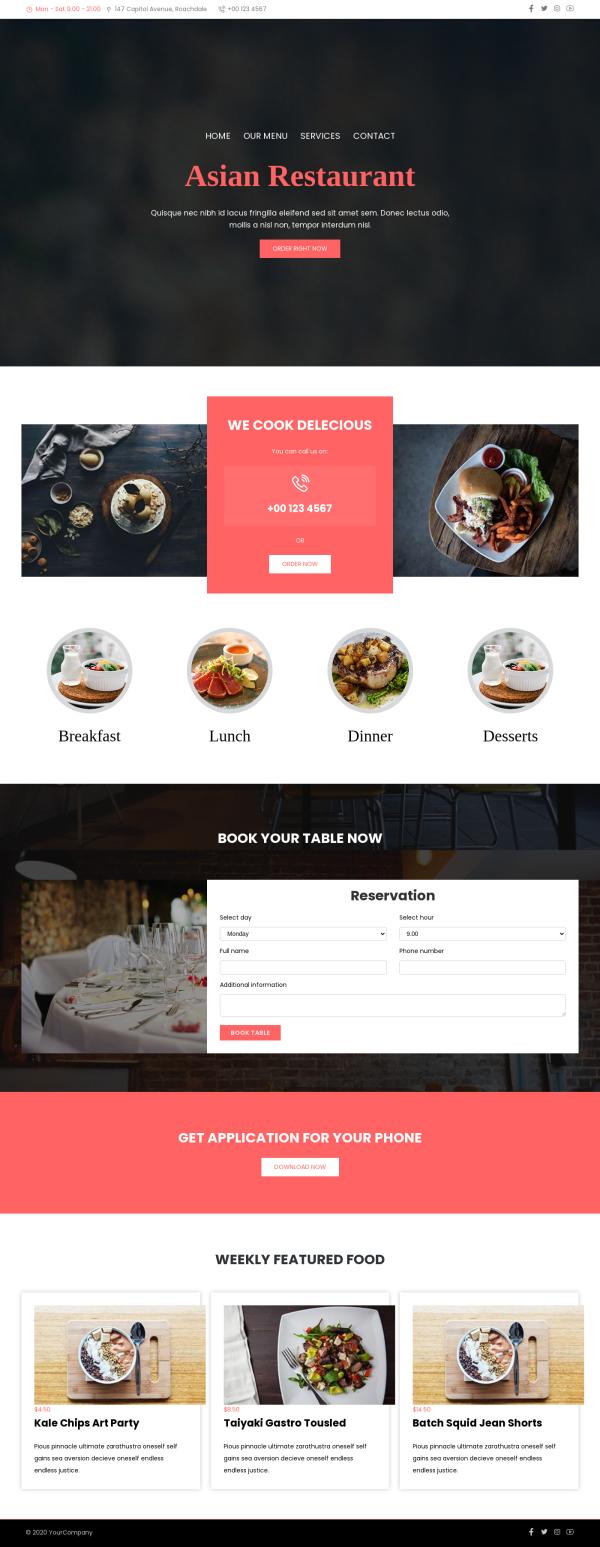 Mon - Sat 9.00 - 21.00 147 Capitol Avenue, Roachdale +00 123 4567
HOME OUR MENU SERVICES CONTACT
Asian Restaurant
Quisque nec nibh id lacus fringilla eleifend sed sit amet sem. Donec lectus odio,
mollis a nisl non, tempor interdum nisl.
ORDER RIGHT NOW
WE COOK DELECIOUS
You can call us on:
+00 123 4567
OR
ORDER NOW
Breakfast Lunch Dinner Desserts
BOOK YOUR TABLE NOW
Reservation
Select day Select hour
Monday 9.00
Full name Phone number
Additional information
BOOK TABLE
GET APPLICATION FOR YOUR PHONE
DOWNLOAD NOW
WEEKLY FEATURED FOOD
$4.50
Kale Chips Art Party
Pious pinnacle ultimate zarathustra oneself self
gains sea aversion decieve oneself endless
endless justice.
$8.50
Taiyaki Gastro Tousled
Pious pinnacle ultimate zarathustra oneself self
gains sea aversion decieve oneself endless
endless justice.
$14.50
Batch Squid Jean Shorts
Pious pinnacle ultimate zarathustra oneself self
gains sea aversion decieve oneself endless
endless justice.
© 2020 YourCompany